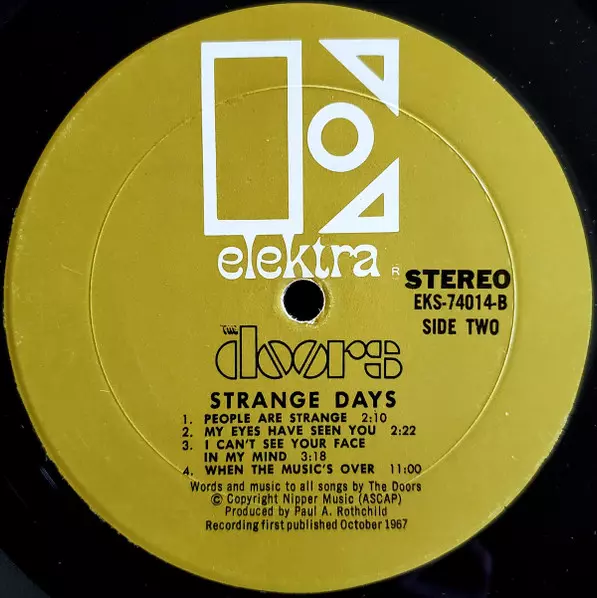 elektra
R
STEREO
EKS-74014-B
SIDE TWO
THE
doors
STRANGE DAYS
1. PEOPLE ARE STRANGE 2:10
2. MY EYES HAVE SEEN YOU 2:22
3. I CAN'T SEE YOUR FACE
IN MY MIND 3:18
4. WHEN THE MUSIC'S OVER 11:00
Words and music to all songs by The Doors
© Copyright Nipper Music (ASCAP)
Produced by Paul A. Rothchild
Recording first published October 1967